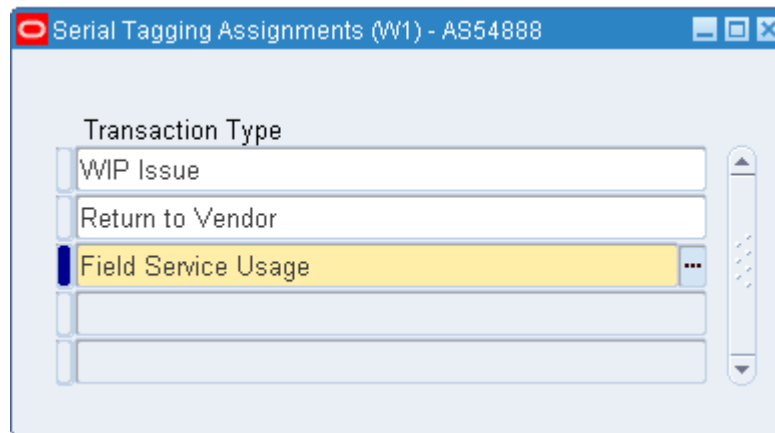 Serial Tagging Assignments (W1) - AS54888
Transaction Type
WIP Issue
Return to Vendor
Field Service Usage